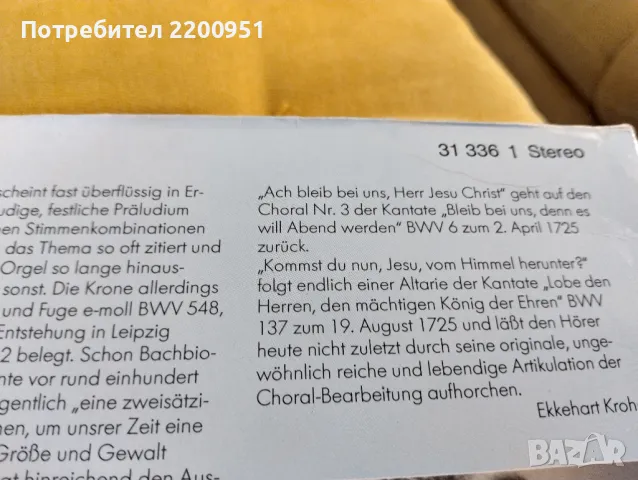 Потребител 2200951
31 336 1 Stereo
scheint fast überflüssig in Er-
udige, festliche Präludium
nen Stimmenkombinationen
das Thema so oft zitiert und
Orgel so lange hinaus-
sonst. Die Krone allerdings
und Fuge e-moll BWV 548,
Entstehung in Leipzig
2 belegt. Schon Bachbio-
nte vor rund einhundert
gentlich „eine zweisätzi-
nen, um unsrer Zeit eine
Größe und Gewalt
hinreichend den Aus-
„Ach bleib bei uns, Herr Jesu Christ“ geht auf den
Choral Nr. 3 der Kantate „Bleib bei uns, denn es
will Abend werden“ BWV 6 zum 2. April 1725
zurück.
„Kommst du nun, Jesu, vom Himmel herunter?“
folgt endlich einer Altarie der Kantate „Lobe den
Herren, den mächtigen König der Ehren“ BWV
137 zum 19. August 1725 und läßt den Hörer
heute nicht zuletzt durch seine originale, unge-
wöhnlich reiche und lebendige Artikulation der
Choral-Bearbeitung aufhorchen.
Ekkehart Kroh
bazar